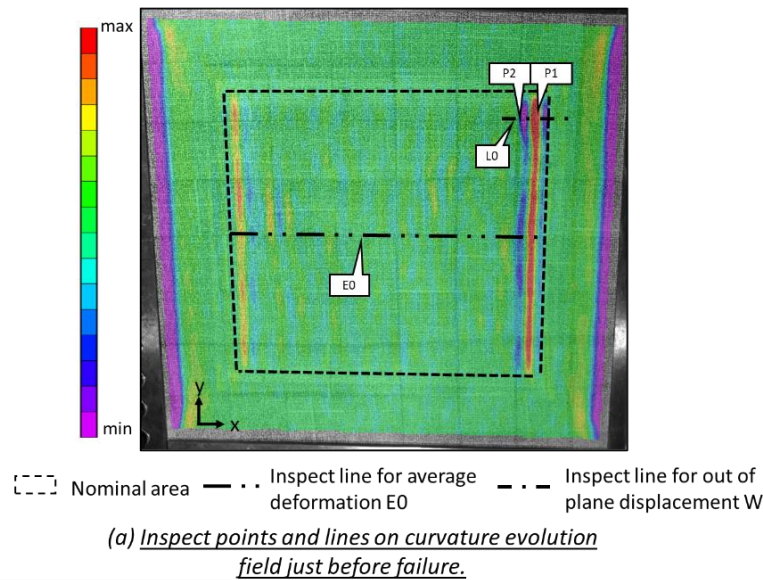 max
P2
P1
L0
E0
y
x
min
Nominal area
Inspect line for average
deformation E0
Inspect line for out of
plane displacement W
(a) Inspect points and lines on curvature evolution
field just before failure.